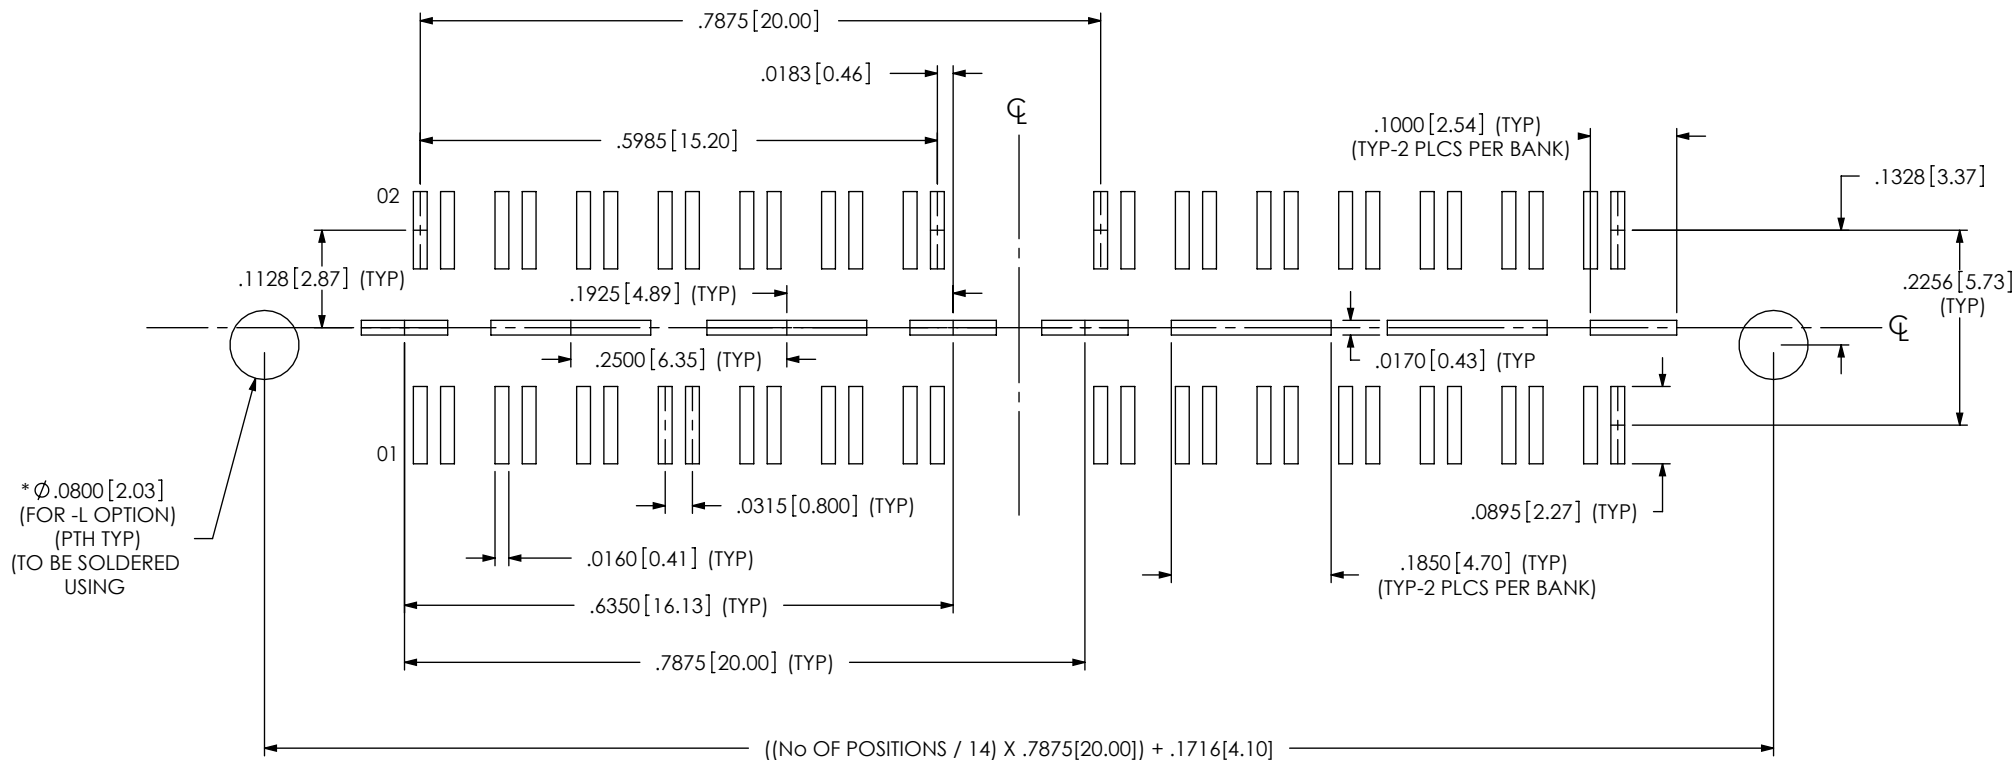 .7875[20.00]
.0183[0.46]
℄
.5985[15.20]
.1000[2.54] (TYP)
(TYP-2 PLCS PER BANK)
.1328[3.37]
02
.1128[2.87] (TYP)
.1925[4.89] (TYP)
.2256[5.73]
(TYP)
℄
.2500[6.35] (TYP)
.0170[0.43] (TYP
01
*Ø.0800[2.03]
(FOR -L OPTION)
(PTH TYP)
(TO BE SOLDERED
USING
.0315[0.800] (TYP)
.0895[2.27] (TYP)
.0160[0.41] (TYP)
.1850[4.70] (TYP)
(TYP-2 PLCS PER BANK)
.6350[16.13] (TYP)
.7875[20.00] (TYP)
((No OF POSITIONS / 14) X .7875[20.00]) + .1716[4.10]